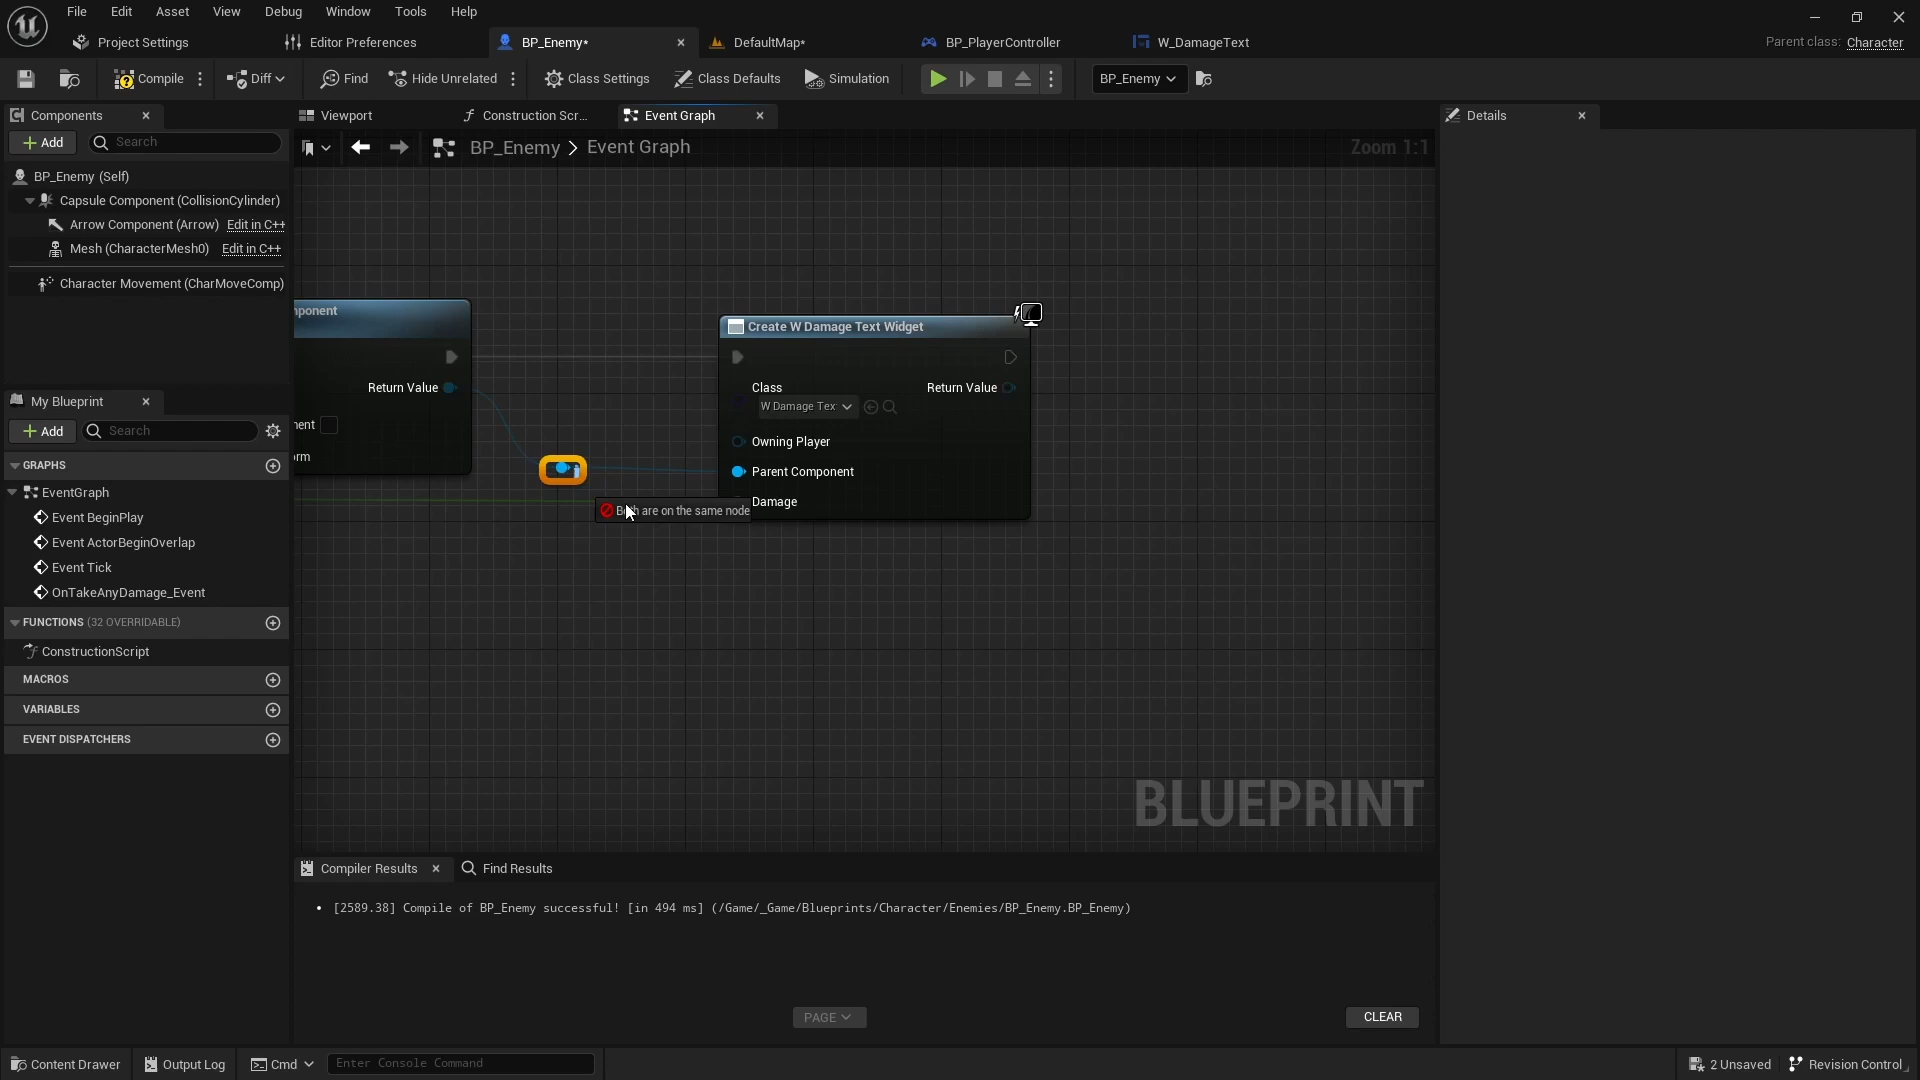 File Edit Asset View Debug Window Tools Help
Project Settings Editor Preferences BP_Enemy* DefaultMap* BP_PlayerController W_DamageText Parent class: Character
Compile Diff Find Hide Unrelated Class Settings Class Defaults Simulation BP_Enemy
Components Viewport Construction Scr... Event Graph Details
Add Search BP_Enemy > Event Graph Zoom 1:1
BP_Enemy (Self)
Capsule Component (CollisionCylinder)
Arrow Component (Arrow) Edit in C++
Mesh (CharacterMesh0) Edit in C++
Character Movement (CharMoveComp)
mponent
Return Value
nent
rm
Create W Damage Text Widget
Class Return Value
W Damage Tex
Owning Player
Parent Component
Damage
are on the same node
BLUEPRINT
My Blueprint
Add Search
GRAPHS
EventGraph
Event BeginPlay
Event ActorBeginOverlap
Event Tick
OnTakeAnyDamage_Event
FUNCTIONS (32 OVERRIDABLE)
ConstructionScript
MACROS
VARIABLES
EVENT DISPATCHERS
Compiler Results Find Results
• [2589.38] Compile of BP_Enemy successful! [in 494 ms] (/Game/_Game/Blueprints/Character/Enemies/BP_Enemy.BP_Enemy)
PAGE CLEAR
Content Drawer Output Log Cmd Enter Console Command 2 Unsaved Revision Control